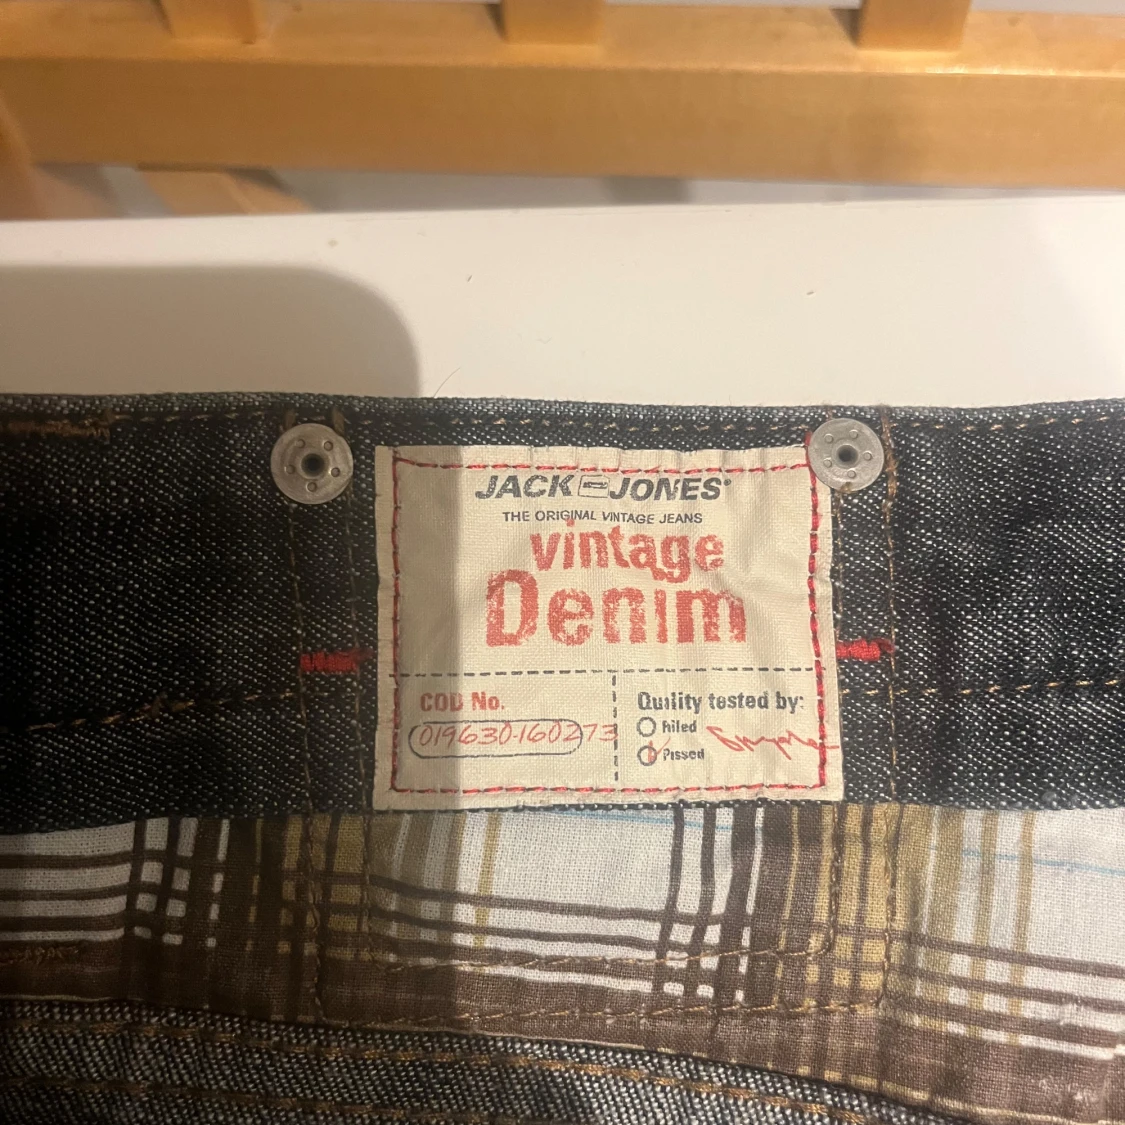 JACK JONES
THE ORIGINAL VINTAGE JEANS
vintage
Denim
COD No.
019630-160273
Quality tested by:
Failed
Passed